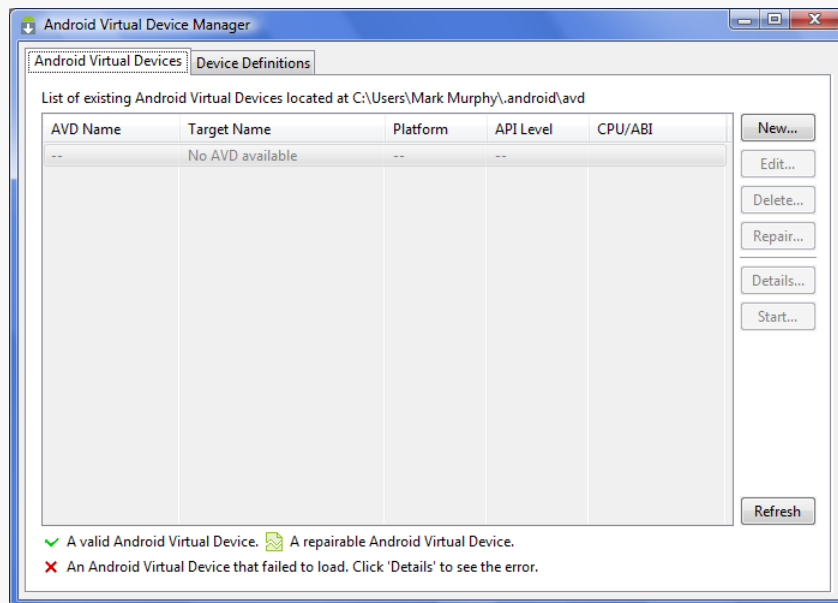 Android Virtual Device Manager
Android Virtual Devices Device Definitions
List of existing Android Virtual Devices located at C:\Users\Mark Murphy\.android\avd
AVD Name Target Name Platform API Level CPU/ABI
-- No AVD available -- --
New...
Edit...
Delete...
Repair...
Details...
Start...
Refresh
A valid Android Virtual Device. A repairable Android Virtual Device.
An Android Virtual Device that failed to load. Click 'Details' to see the error.